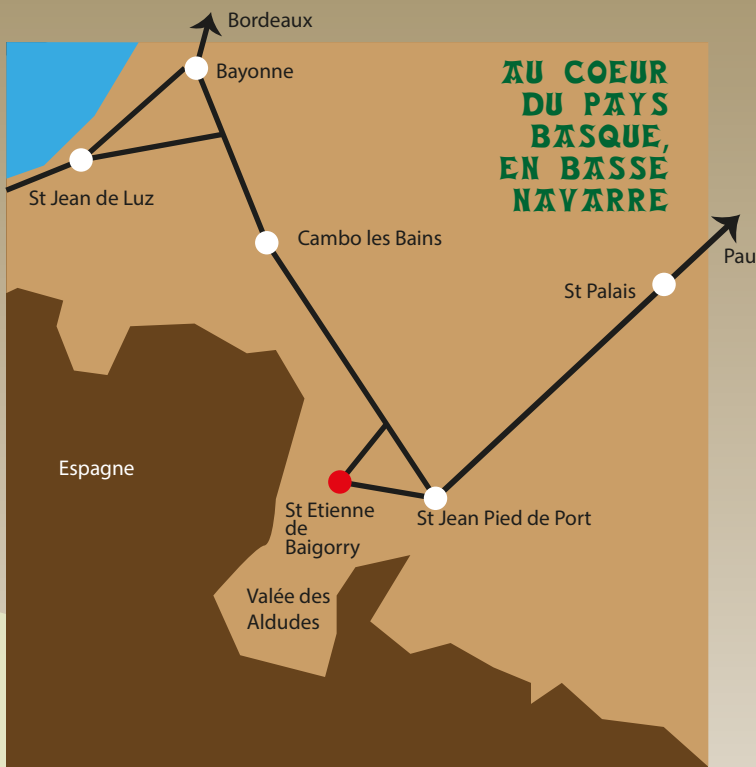 Bordeaux
Bayonne
AU COEUR
DU PAYS
BASQUE,
EN BASSE
NAVARRE
St Jean de Luz
Cambo les Bains
Pau
St Palais
Espagne
St Etienne
de
Baigorry
St Jean Pied de Port
Valée des
Aldudes